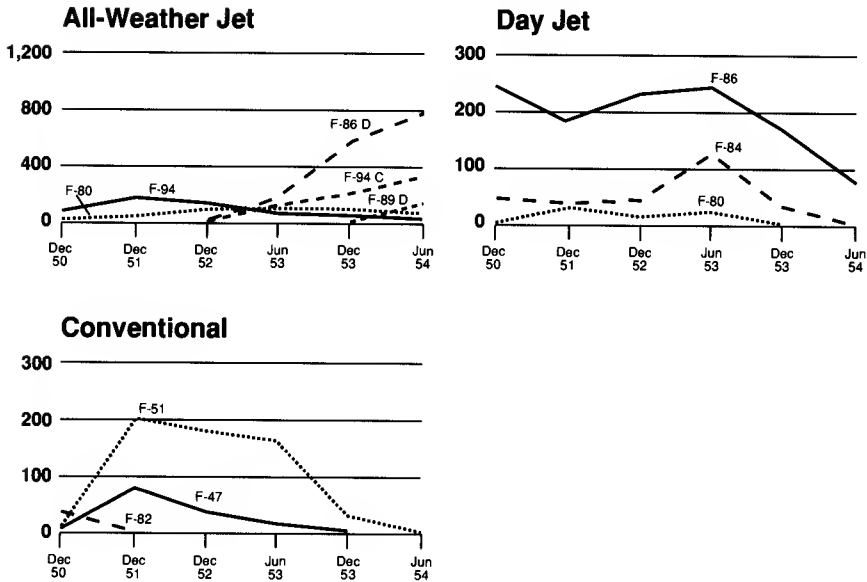 All-Weather Jet
1,200
800
400
0
F-86 D
F-94 C
F-80
F-94
F-89 D
Dec 50
Dec 51
Dec 52
Jun 53
Dec 53
Jun 54
Day Jet
300
200
100
0
F-86
F-84
F-80
Dec 50
Dec 51
Dec 52
Jun 53
Dec 53
Jun 54
Conventional
300
200
100
0
F-51
F-47
F-82
Dec 50
Dec 51
Dec 52
Jun 53
Dec 53
Jun 54